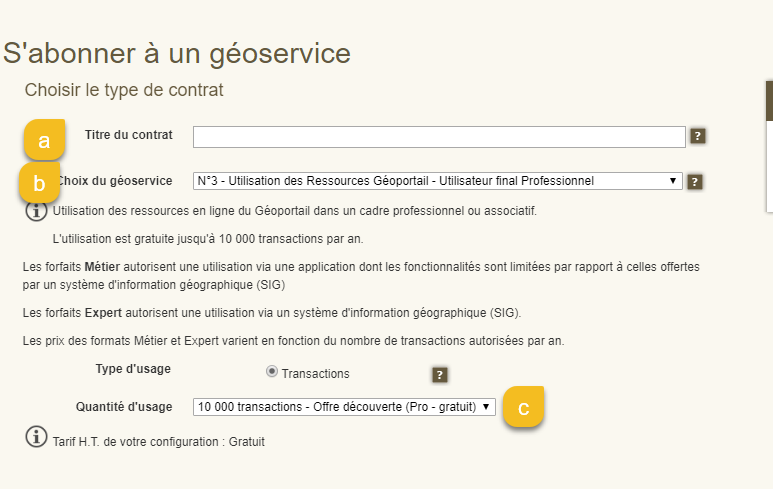 S'abonner à un géoservice
Choisir le type de contrat
a
Titre du contrat
?
b
Choix du géoservice
N°3 - Utilisation des Ressources Géoportail - Utilisateur final Professionnel ▼
?
i Utilisation des ressources en ligne du Géoportail dans un cadre professionnel ou associatif.
L'utilisation est gratuite jusqu'à 10 000 transactions par an.
Les forfaits Métier autorisent une utilisation via une application dont les fonctionnalités sont limitées par rapport à celles offertes
par un système d'information géographique (SIG)
Les forfaits Expert autorisent une utilisation via un système d'information géographique (SIG).
Les prix des formats Métier et Expert varient en fonction du nombre de transactions autorisées par an.
Type d'usage
Transactions
?
Quantité d'usage
10 000 transactions - Offre découverte (Pro - gratuit) ▼
c
i Tarif H.T. de votre configuration : Gratuit